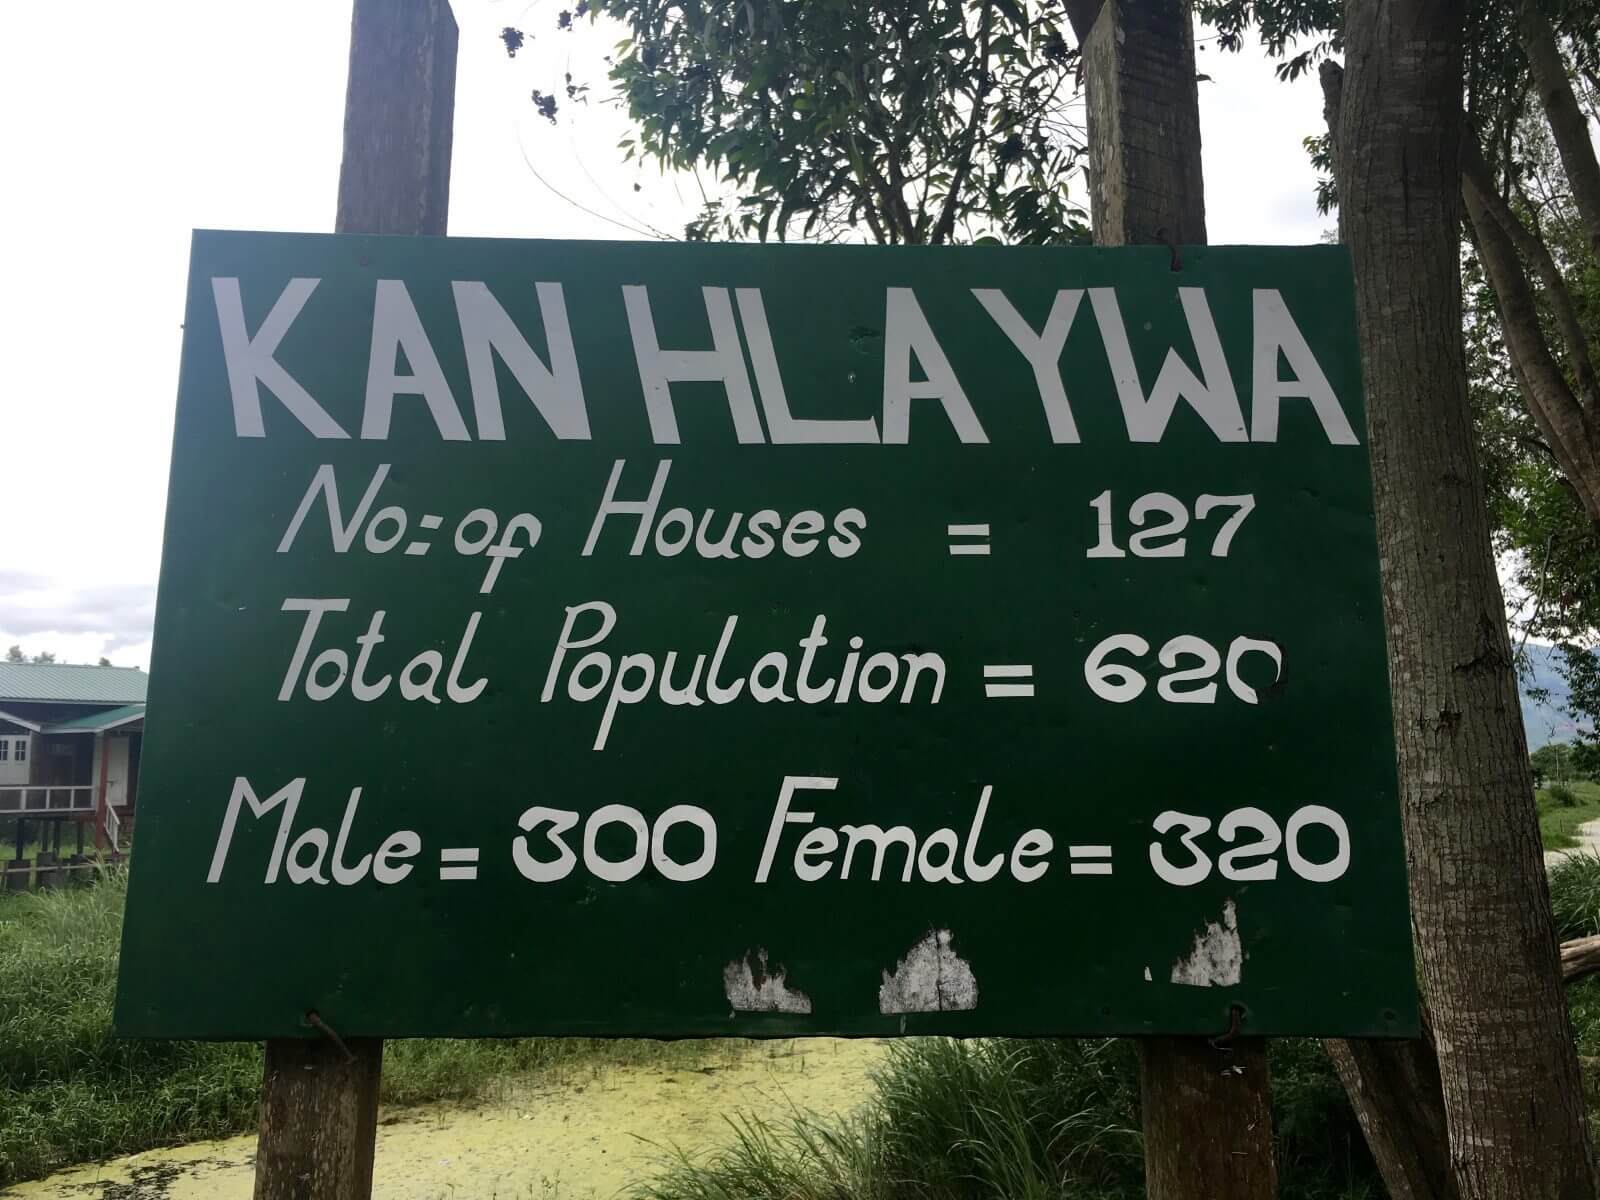 KAN HLAYWA
No: of Houses = 127
Total Population = 620
Male = 300 Female = 320